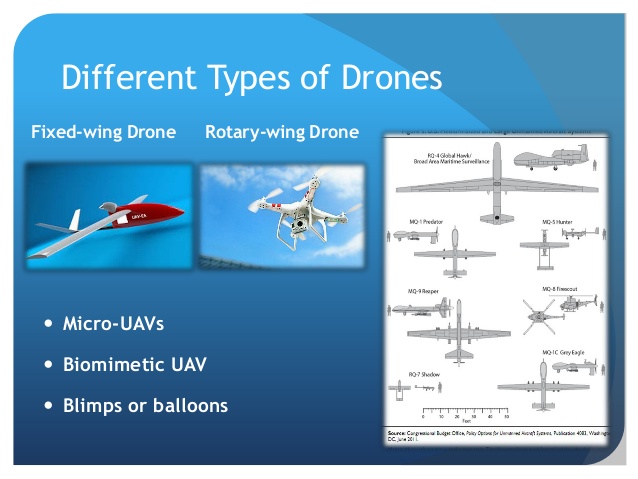 Different Types of Drones
Fixed-wing Drone
Rotary-wing Drone
UAV-EA
Micro-UAVs
Biomimetic UAV
Blimps or balloons
RQ-4 Global Hawk/
Broad Area Maritime Surveillance
MQ-1 Predator
MQ-5 Hunter
MQ-9 Reaper
MQ-8 Firescout
MQ-1C Grey Eagle
RQ-7 Shadow
0 10 20 30 40 50
Feet
Source: Congressional Budget Office, Policy Options for Unmanned Aircraft Systems, Publication 4083, Washington
DC, June 2011.